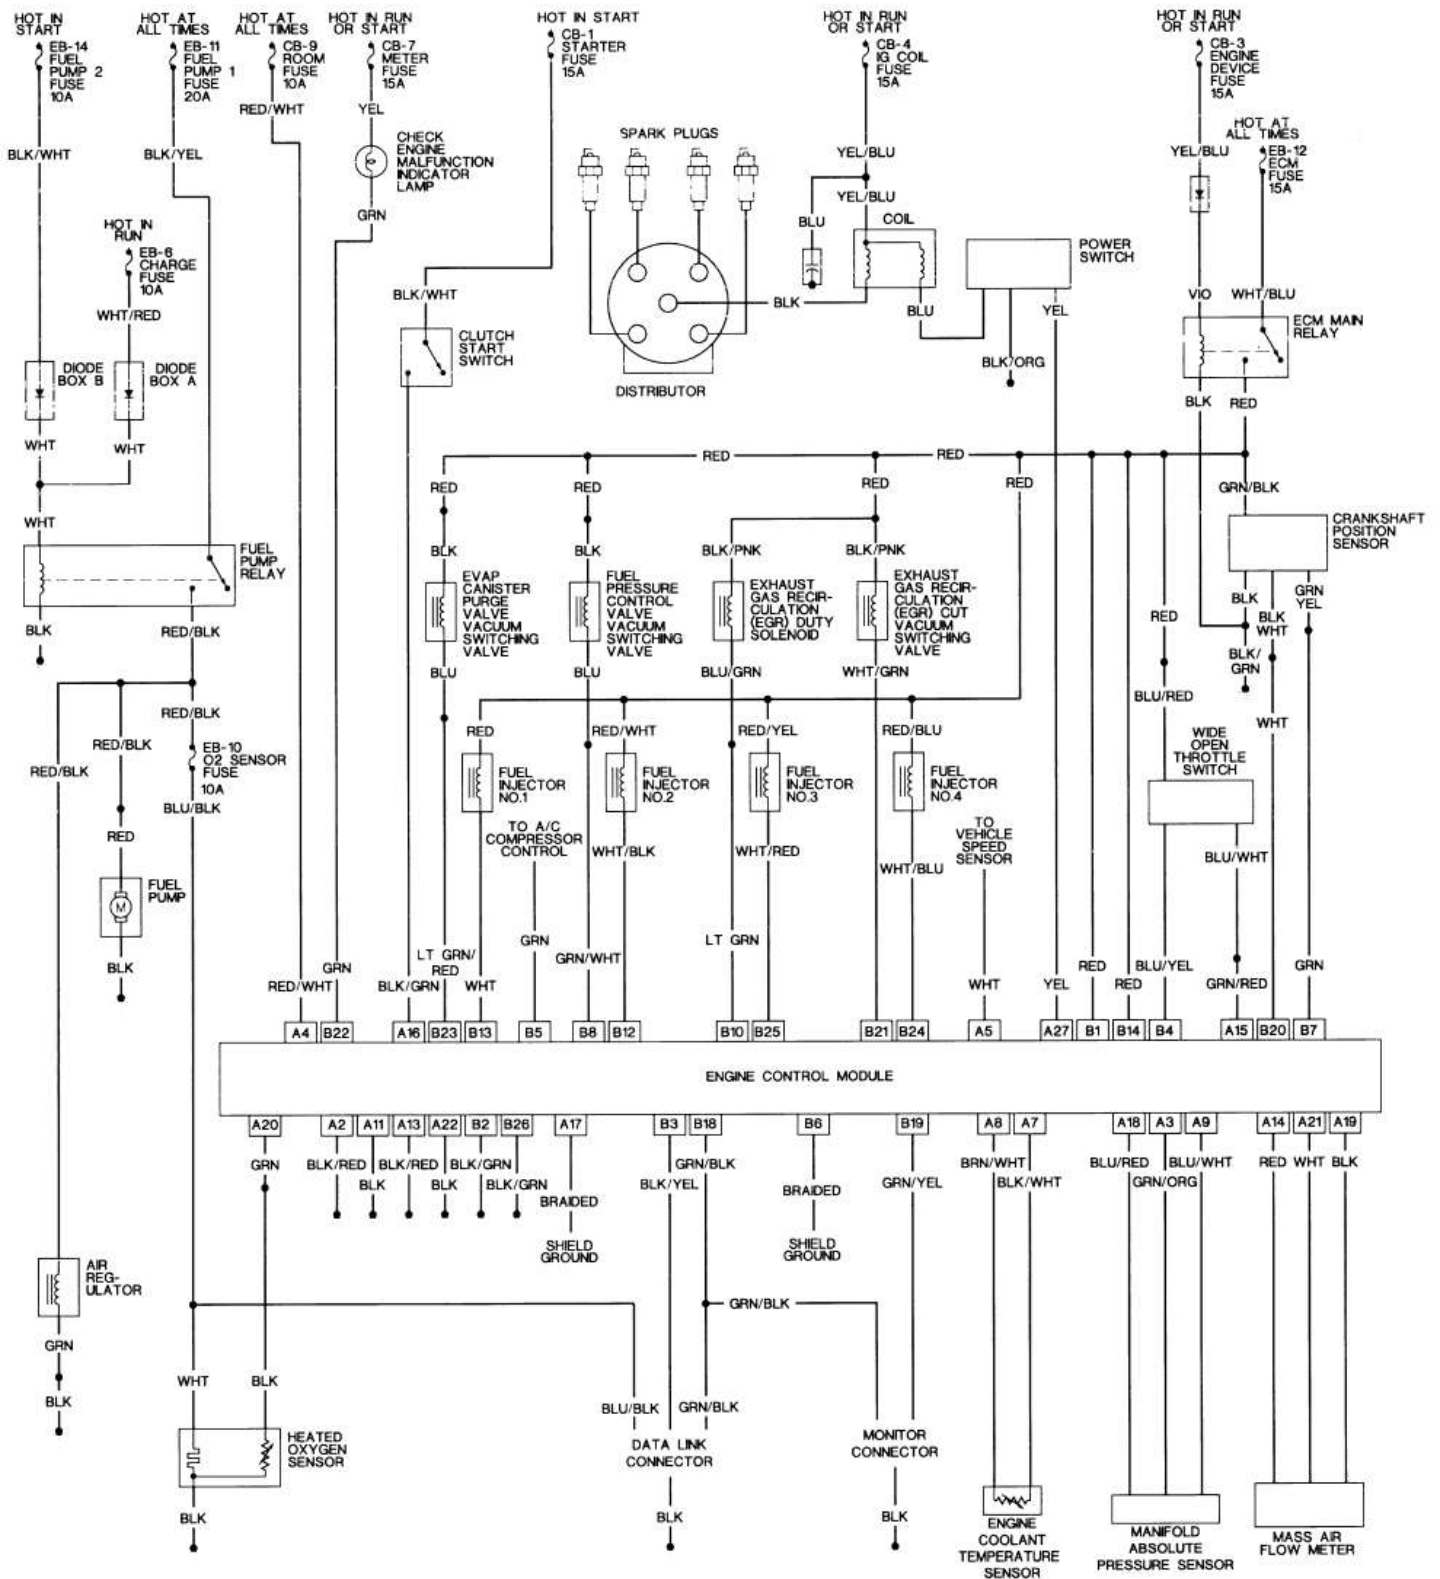 HOT IN
START
EB-14
FUEL
PUMP 2
FUSE
10A
HOT AT
ALL TIMES
EB-11
FUEL
PUMP 1
FUSE
20A
HOT AT
ALL TIMES
CB-9
ROOM
FUSE
10A
HOT IN RUN
OR START
CB-7
METER
FUSE
15A
HOT IN START
CB-1
STARTER
FUSE
15A
HOT IN RUN
OR START
CB-4
IG COIL
FUSE
15A
HOT IN RUN
OR START
CB-3
ENGINE
DEVICE
FUSE
15A
HOT AT
ALL TIMES
EB-12
ECM
FUSE
15A
RED/WHT
YEL
BLK/WHT
BLK/YEL
CHECK
ENGINE
MALFUNCTION
INDICATOR
LAMP
GRN
SPARK PLUGS
YEL/BLU
YEL/BLU
BLU
COIL
YEL/BLU
POWER
SWITCH
HOT IN
RUN
EB-6
CHARGE
FUSE
10A
WHT/RED
BLK/WHT
CLUTCH
START
SWITCH
BLK
BLU
YEL
BLK/ORG
VIO
WHT/BLU
ECM MAIN
RELAY
DIODE
BOX B
DIODE
BOX A
DISTRIBUTOR
BLK
RED
WHT
WHT
WHT
RED
RED
RED
RED
RED
RED
GRN/BLK
CRANKSHAFT
POSITION
SENSOR
FUEL
PUMP
RELAY
BLK
BLK
BLK/PNK
BLK/PNK
EVAP
CANISTER
PURGE
VALVE
VACUUM
SWITCHING
VALVE
FUEL
PRESSURE
CONTROL
VALVE
VACUUM
SWITCHING
VALVE
EXHAUST
GAS RECIR-
CULATION
(EGR) DUTY
SOLENOID
EXHAUST
GAS RECIR-
CULATION
(EGR) CUT
VACUUM
SWITCHING
VALVE
RED
BLK
BLK
WHT
GRN
YEL
BLK
RED/BLK
BLU
BLU
BLU/GRN
WHT/GRN
BLK/
GRN
BLU/RED
WHT
RED/BLK
RED/BLK
RED/BLK
EB-10
O2 SENSOR
FUSE
10A
BLU/BLK
RED
RED/WHT
RED/YEL
RED/BLU
WIDE
OPEN
THROTTLE
SWITCH
FUEL
INJECTOR
NO.1
FUEL
INJECTOR
NO.2
FUEL
INJECTOR
NO.3
FUEL
INJECTOR
NO.4
RED
TO A/C
COMPRESSOR
CONTROL
WHT/BLK
WHT/RED
WHT/BLU
TO
VEHICLE
SPEED
SENSOR
BLU/WHT
FUEL
PUMP
M
BLK
RED/WHT
GRN
BLK/GRN
LT GRN/
RED
WHT
GRN
GRN/WHT
LT GRN
WHT
YEL
RED
RED
BLU/YEL
GRN/RED
GRN
A4 B22 A16 B23 B13 B5 B8 B12 B10 B25 B21 B24 A5 A27 B1 B14 B4 A15 B20 B7
ENGINE CONTROL MODULE
A20 A2 A11 A13 A22 B2 B26 A17 B3 B18 B6 B19 A8 A7 A18 A3 A9 A14 A21 A19
GRN
BLK/RED
BLK
BLK/RED
BLK
BLK/GRN
BLK/GRN
BRAIDED
SHIELD
GROUND
BLK/YEL
GRN/BLK
BRAIDED
SHIELD
GROUND
GRN/YEL
BRN/WHT
BLK/WHT
BLU/RED
GRN/ORG
BLU/WHT
RED
WHT
BLK
AIR
REG-
ULATOR
GRN
BLK
GRN/BLK
WHT
BLK
BLU/BLK
GRN/BLK
HEATED
OXYGEN
SENSOR
DATA LINK
CONNECTOR
MONITOR
CONNECTOR
BLK
BLK
BLK
ENGINE
COOLANT
TEMPERATURE
SENSOR
MANIFOLD
ABSOLUTE
PRESSURE SENSOR
MASS AIR
FLOW METER